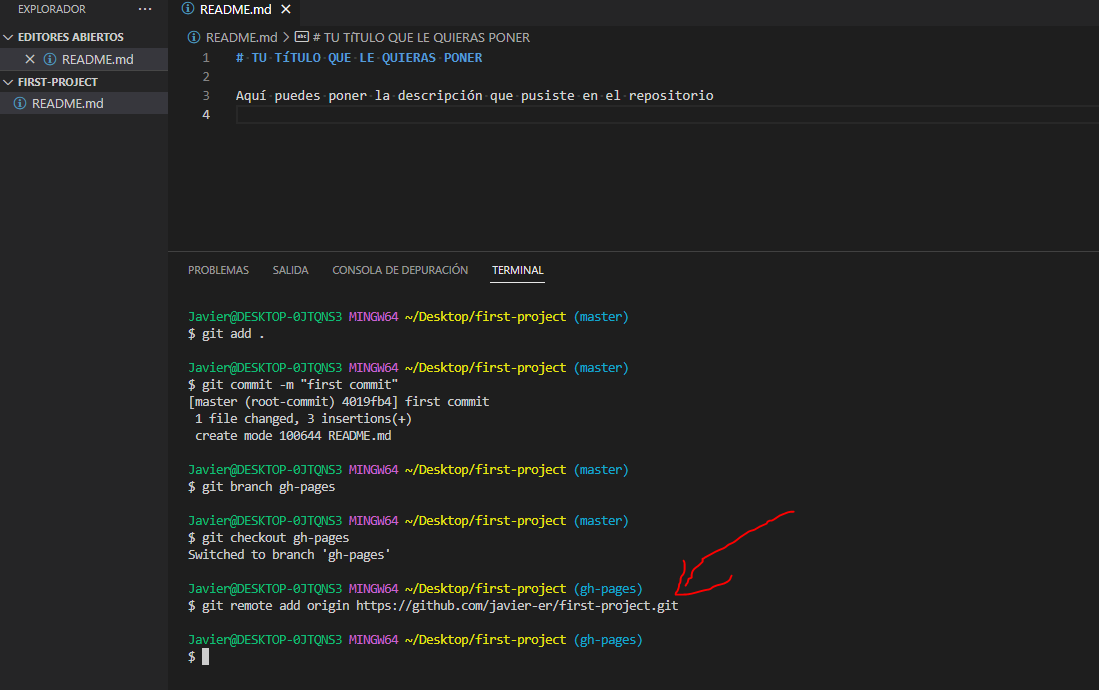 EXPLORADOR ···
README.md
EDITORES ABIERTOS
README.md
FIRST-PROJECT
README.md
README.md > # TU TíTULO QUE LE QUIERAS PONER
1 # TU TíTULO QUE LE QUIERAS PONER
2
3 Aquí puedes poner la descripción que pusiste en el repositorio
4
PROBLEMAS SALIDA CONSOLA DE DEPURACIÓN TERMINAL
Javier@DESKTOP-0JTQNS3 MINGW64 ~/Desktop/first-project (master)
$ git add .
Javier@DESKTOP-0JTQNS3 MINGW64 ~/Desktop/first-project (master)
$ git commit -m "first commit"
[master (root-commit) 4019fb4] first commit
1 file changed, 3 insertions(+)
create mode 100644 README.md
Javier@DESKTOP-0JTQNS3 MINGW64 ~/Desktop/first-project (master)
$ git branch gh-pages
Javier@DESKTOP-0JTQNS3 MINGW64 ~/Desktop/first-project (master)
$ git checkout gh-pages
Switched to branch 'gh-pages'
Javier@DESKTOP-0JTQNS3 MINGW64 ~/Desktop/first-project (gh-pages)
$ git remote add origin https://github.com/javier-er/first-project.git
Javier@DESKTOP-0JTQNS3 MINGW64 ~/Desktop/first-project (gh-pages)
$